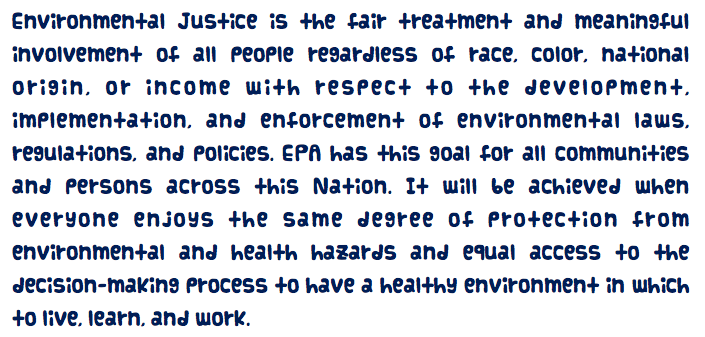 Environmental Justice is the fair treatment and meaningful
involvement of all people regardless of race, color, national
origin, or income with respect to the development,
implementation, and enforcement of environmental laws,
regulations, and policies. EPA has this goal for all communities
and persons across this Nation. It will be achieved when
everyone enjoys the same degree of protection from
environmental and health hazards and equal access to the
decision-making process to have a healthy environment in which
to live, learn, and work.